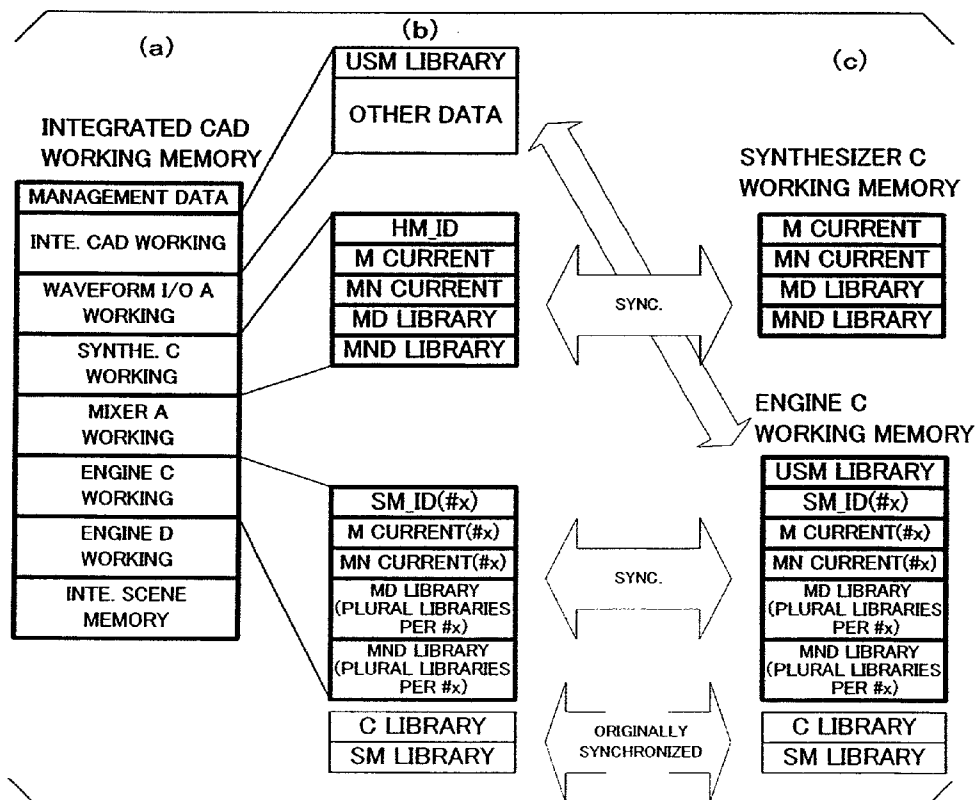 (a)
INTEGRATED CAD
WORKING MEMORY
MANAGEMENT DATA
INTE. CAD WORKING
WAVEFORM I/O A
WORKING
SYNTHE. C
WORKING
MIXER A
WORKING
ENGINE C
WORKING
ENGINE D
WORKING
INTE. SCENE
MEMORY
(b)
USM LIBRARY
OTHER DATA
HM_ID
M CURRENT
MN CURRENT
MD LIBRARY
MND LIBRARY
SM_ID(#x)
M CURRENT(#x)
MN CURRENT(#x)
MD LIBRARY
(PLURAL LIBRARIES
PER #x)
MND LIBRARY
(PLURAL LIBRARIES
PER #x)
C LIBRARY
SM LIBRARY
SYNC.
SYNC.
ORIGINALLY
SYNCHRONIZED
(c)
SYNTHESIZER C
WORKING MEMORY
M CURRENT
MN CURRENT
MD LIBRARY
MND LIBRARY
ENGINE C
WORKING MEMORY
USM LIBRARY
SM_ID(#x)
M CURRENT(#x)
MN CURRENT(#x)
MD LIBRARY
(PLURAL LIBRARIES
PER #x)
MND LIBRARY
(PLURAL LIBRARIES
PER #x)
C LIBRARY
SM LIBRARY